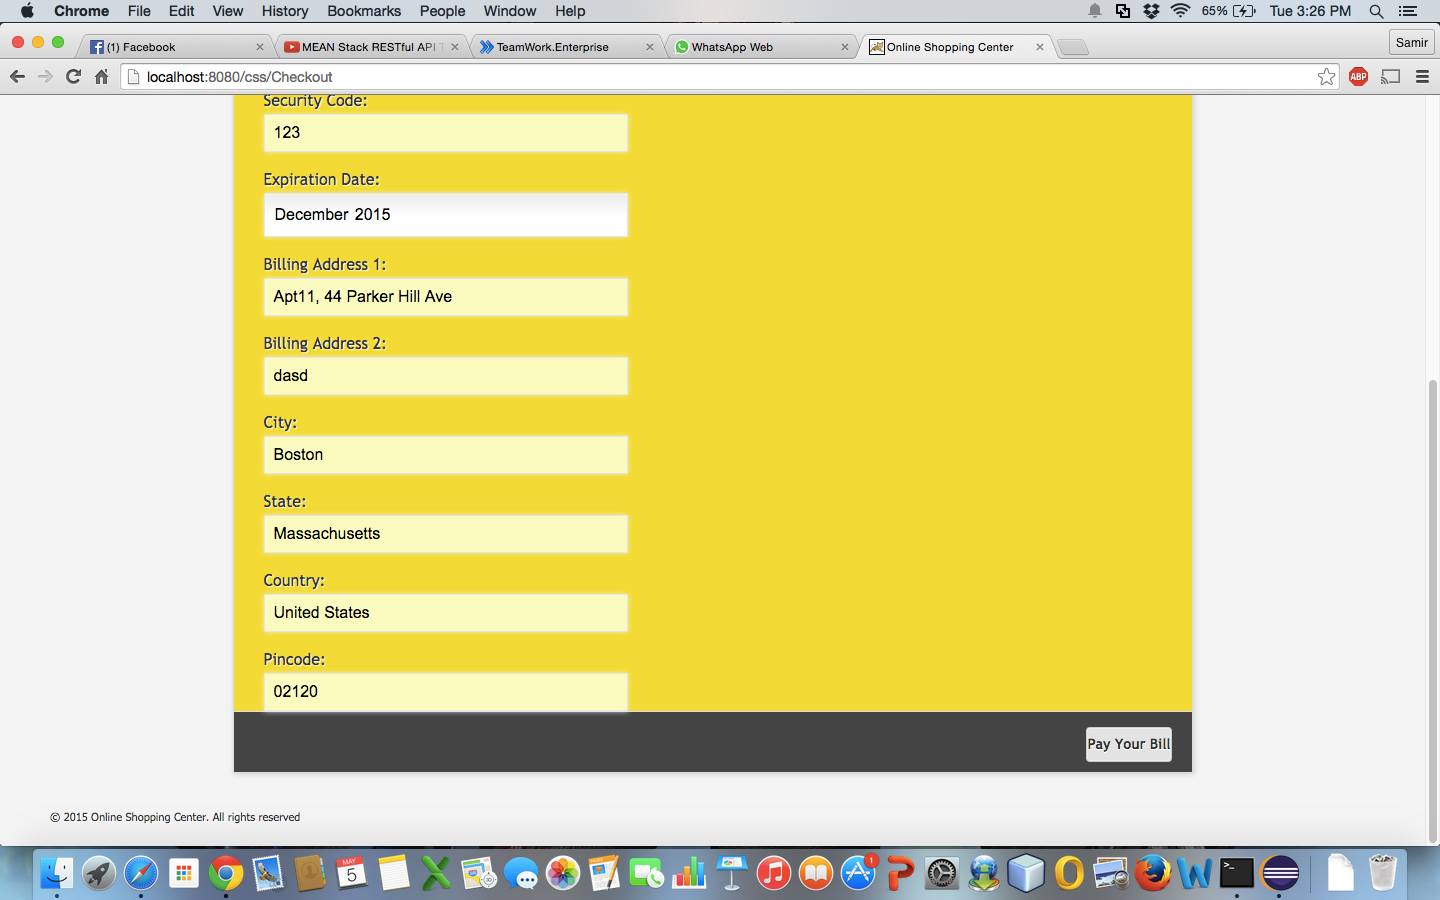 Chrome File Edit View History Bookmarks People Window Help 65% Tue 3:26 PM
(1) Facebook MEAN Stack RESTful API TeamWork.Enterprise WhatsApp Web Online Shopping Center Samir
localhost:8080/css/Checkout ABP
Security Code:
123
Expiration Date:
December 2015
Billing Address 1:
Apt11, 44 Parker Hill Ave
Billing Address 2:
dasd
City:
Boston
State:
Massachusetts
Country:
United States
Pincode:
02120
Pay Your Bill
© 2015 Online Shopping Center. All rights reserved
MAY
5
1